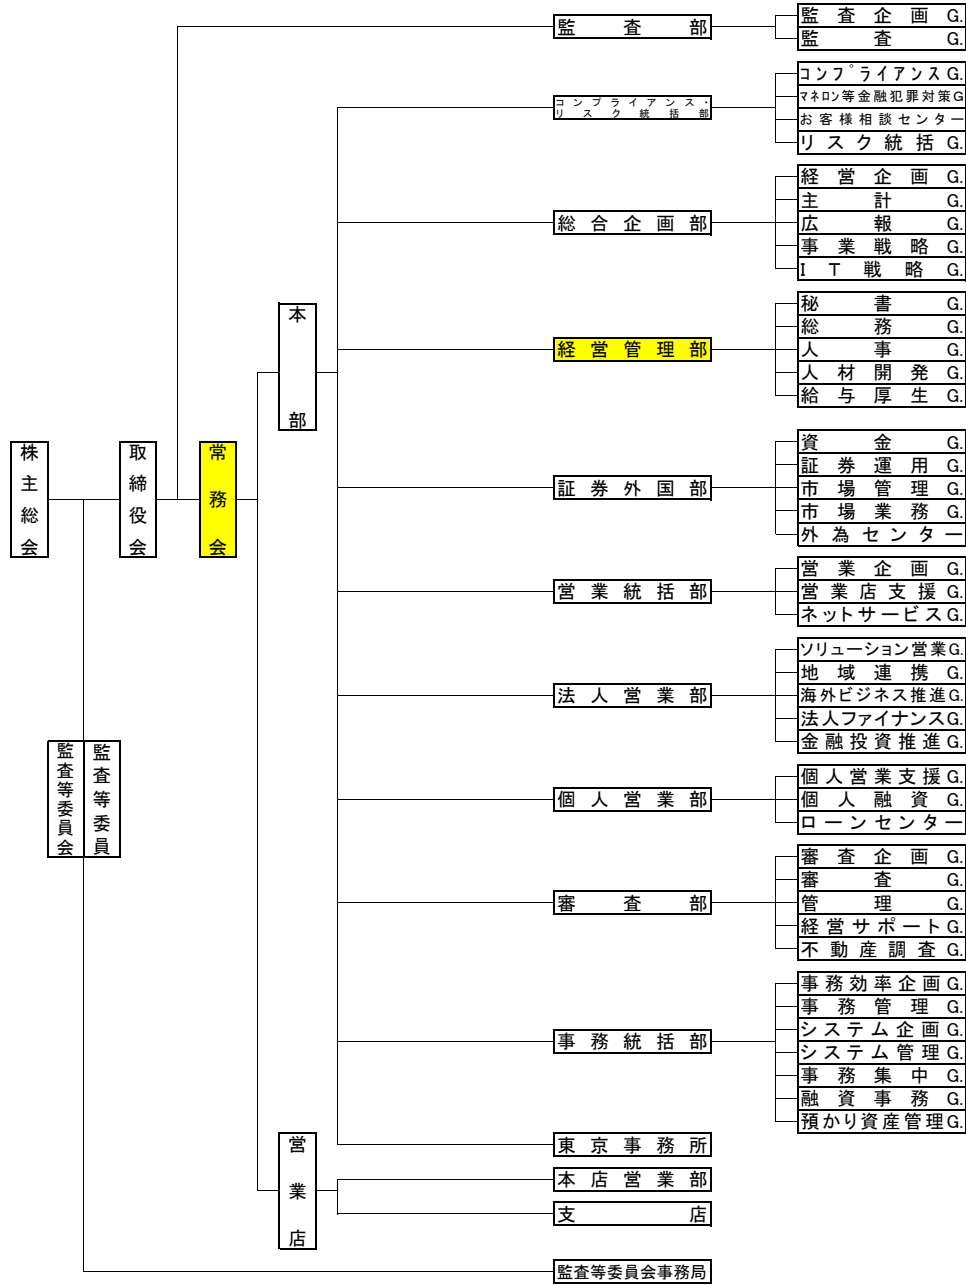 監査部
監査企画G.
監査G.
コンプライアンス・
リスク統括部
コンプライアンスG.
マネロン等金融犯罪対策G
お客様相談センター
リスク統括G.
総合企画部
経営企画G.
主計G.
広報G.
事業戦略G.
IT戦略G.
本部
経営管理部
秘書G.
総務G.
人事G.
人材開発G.
給与厚生G.
株主総会
取締役会
常務会
証券外国部
資金G.
証券運用G.
市場管理G.
市場業務G.
外為センター
営業統括部
営業企画G.
営業店支援G.
ネットサービスG.
法人営業部
ソリューション営業G.
地域連携G.
海外ビジネス推進G.
法人ファイナンスG.
金融投資推進G.
監査等委員会
監査等委員
個人営業部
個人営業支援G.
個人融資G.
ローンセンター
審査部
審査企画G.
審査G.
管理G.
経営サポートG.
不動産調査G.
事務統括部
事務効率企画G.
事務管理G.
システム企画G.
システム管理G.
事務集中G.
融資事務G.
預かり資産管理G.
東京事務所
営業店
本店営業部
支店
監査等委員会事務局